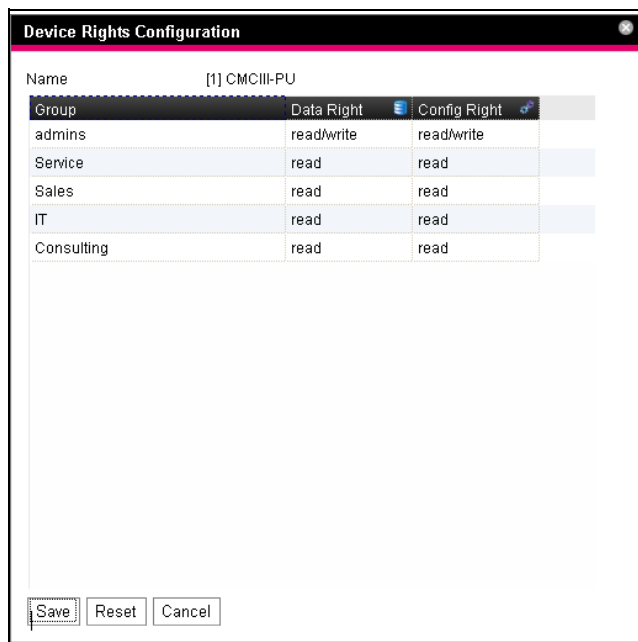 Device Rights Configuration
Name [1] CMCIII-PU
Group Data Right Config Right
admins read/write read/write
Service read read
Sales read read
IT read read
Consulting read read
Save Reset Cancel